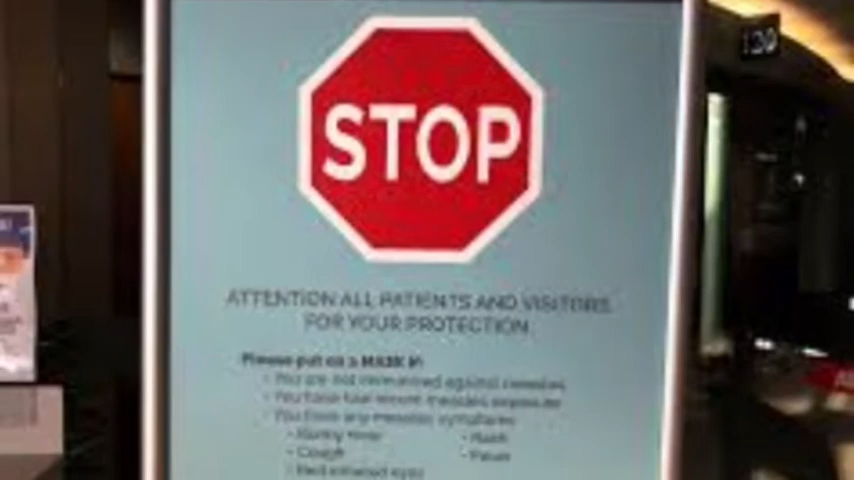 STOP
120
ATTENTION ALL PATIENTS AND VISITORS
FOR YOUR PROTECTION
Please put on a MASK if:
- You are not immunized against measles
- You have had recent measles exposure
- You have any measles symptoms
- Runny nose - Rash
- Cough - Fever
- Red inflamed eyes